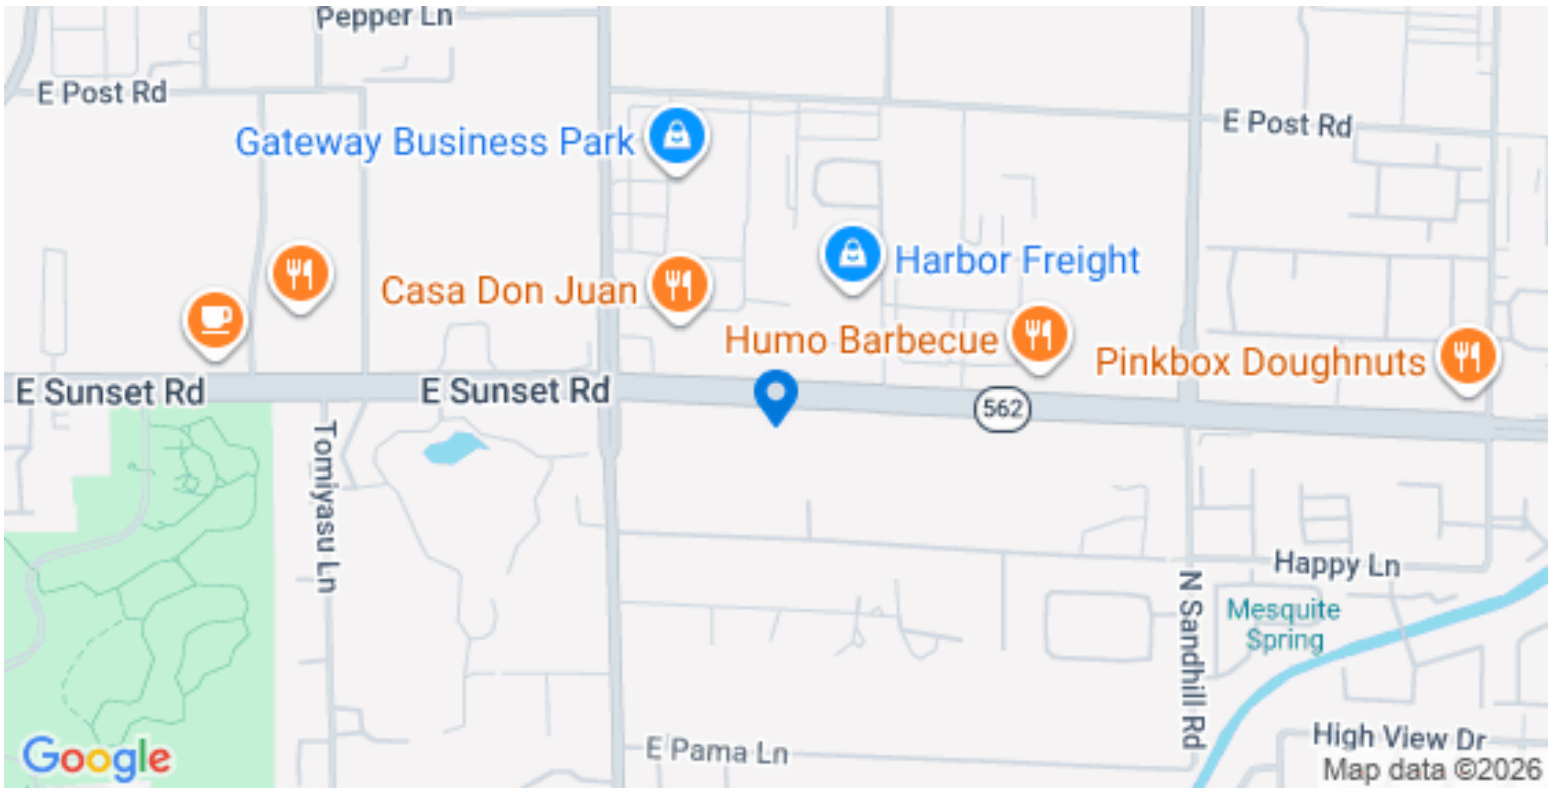 Pepper Ln
E Post Rd
E Post Rd
Gateway Business Park
Harbor Freight
Casa Don Juan
Humo Barbecue
Pinkbox Doughnuts
E Sunset Rd
E Sunset Rd
562
Tomiyasu Ln
Happy Ln
N Sandhill Rd
Mesquite
Spring
E Pama Ln
High View Dr
Google
Map data ©2026